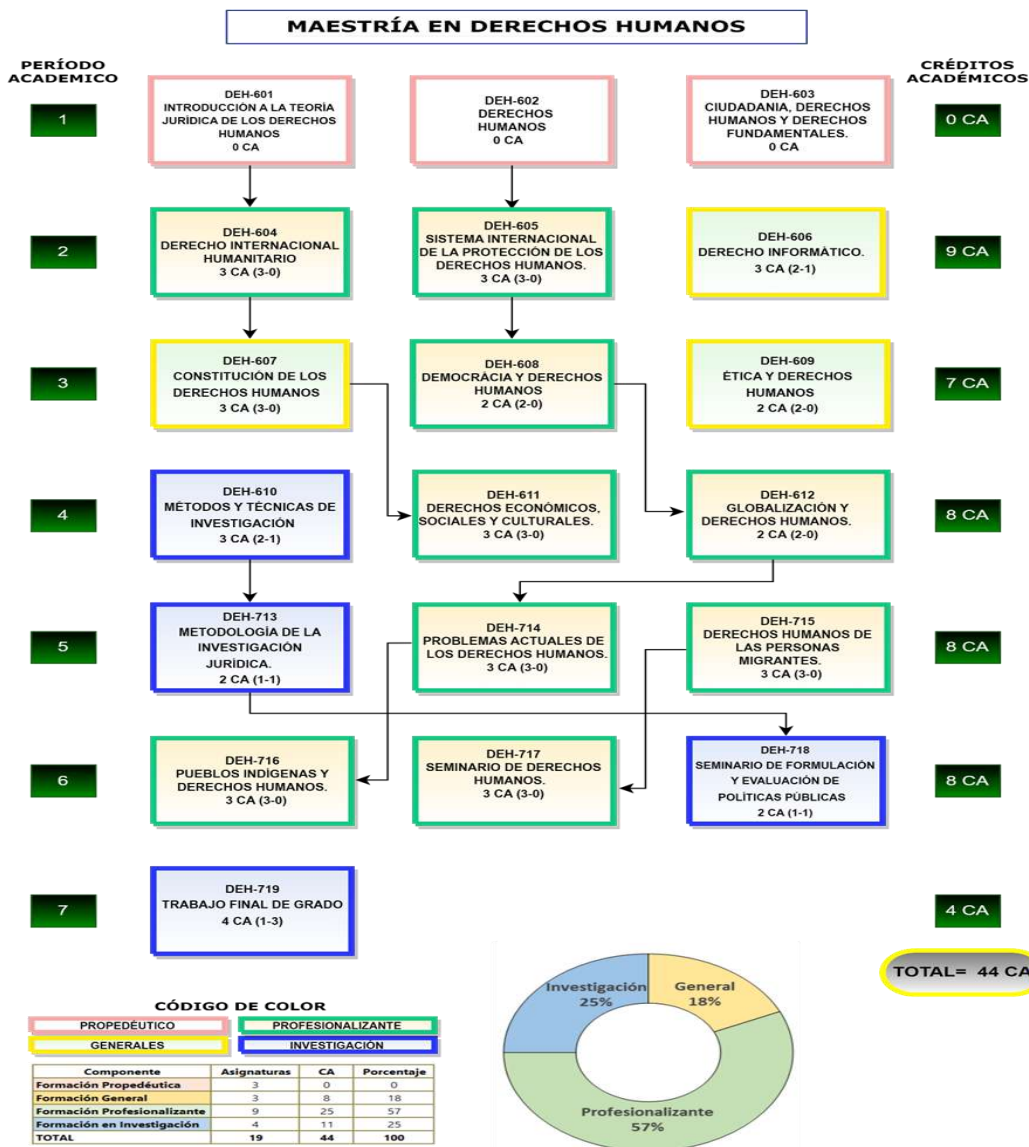 MAESTRÍA EN DERECHOS HUMANOS
PERÍODO
ACADEMICO
CRÉDITOS
ACADÉMICOS
1
DEH-601
INTRODUCCIÓN A LA TEORÌA
JURÍDICA DE LOS DERECHOS
HUMANOS
0 CA
DEH-602
DERECHOS
HUMANOS
0 CA
DEH-603
CIUDADANIA, DERECHOS
HUMANOS Y DERECHOS
FUNDAMENTALES.
0 CA
0 CA
2
DEH-604
DERECHO INTERNACIONAL
HUMANITARIO
3 CA (3-0)
DEH-605
SISTEMA INTERNACIONAL
DE LA PROTECCIÓN DE LOS
DERECHOS HUMANOS.
3 CA (3-0)
DEH-606
DERECHO INFORMÀTICO.
3 CA (2-1)
9 CA
3
DEH-607
CONSTITUCIÓN DE LOS
DERECHOS HUMANOS
3 CA (3-0)
DEH-608
DEMOCRÀCIA Y DERECHOS
HUMANOS
2 CA (2-0)
DEH-609
ÉTICA Y DERECHOS
HUMANOS
2 CA (2-0)
7 CA
4
DEH-610
MÉTODOS Y TÉCNICAS DE
INVESTIGACIÓN
3 CA (2-1)
DEH-611
DERECHOS ECONÓMICOS,
SOCIALES Y CULTURALES.
3 CA (3-0)
DEH-612
GLOBALIZACIÓN Y
DERECHOS HUMANOS.
2 CA (2-0)
8 CA
5
DEH-713
METODOLOGÍA DE LA
INVESTIGACIÓN
JURÍDICA.
2 CA (1-1)
DEH-714
PROBLEMAS ACTUALES DE
LOS DERECHOS HUMANOS.
3 CA (3-0)
DEH-715
DERECHOS HUMANOS DE
LAS PERSONAS
MIGRANTES.
3 CA (3-0)
8 CA
6
DEH-716
PUEBLOS INDÍGENAS Y
DERECHOS HUMANOS.
3 CA (3-0)
DEH-717
SEMINARIO DE DERECHOS
HUMANOS.
3 CA (3-0)
DEH-718
SEMINARIO DE FORMULACIÓN
Y EVALUACIÓN DE
POLÍTICAS PÚBLICAS
2 CA (1-1)
8 CA
7
DEH-719
TRABAJO FINAL DE GRADO
4 CA (1-3)
4 CA
TOTAL= 44 CA
CÓDIGO DE COLOR
PROPEDÉUTICO
PROFESIONALIZANTE
GENERALES
INVESTIGACIÓN
Componente Asignaturas CA Porcentaje
Formación Propedéutica 3 0 0
Formación General 3 8 18
Formación Profesionalizante 9 25 57
Formación en Investigación 4 11 25
TOTAL 19 44 100
Investigación
25%
General
18%
Profesionalizante
57%